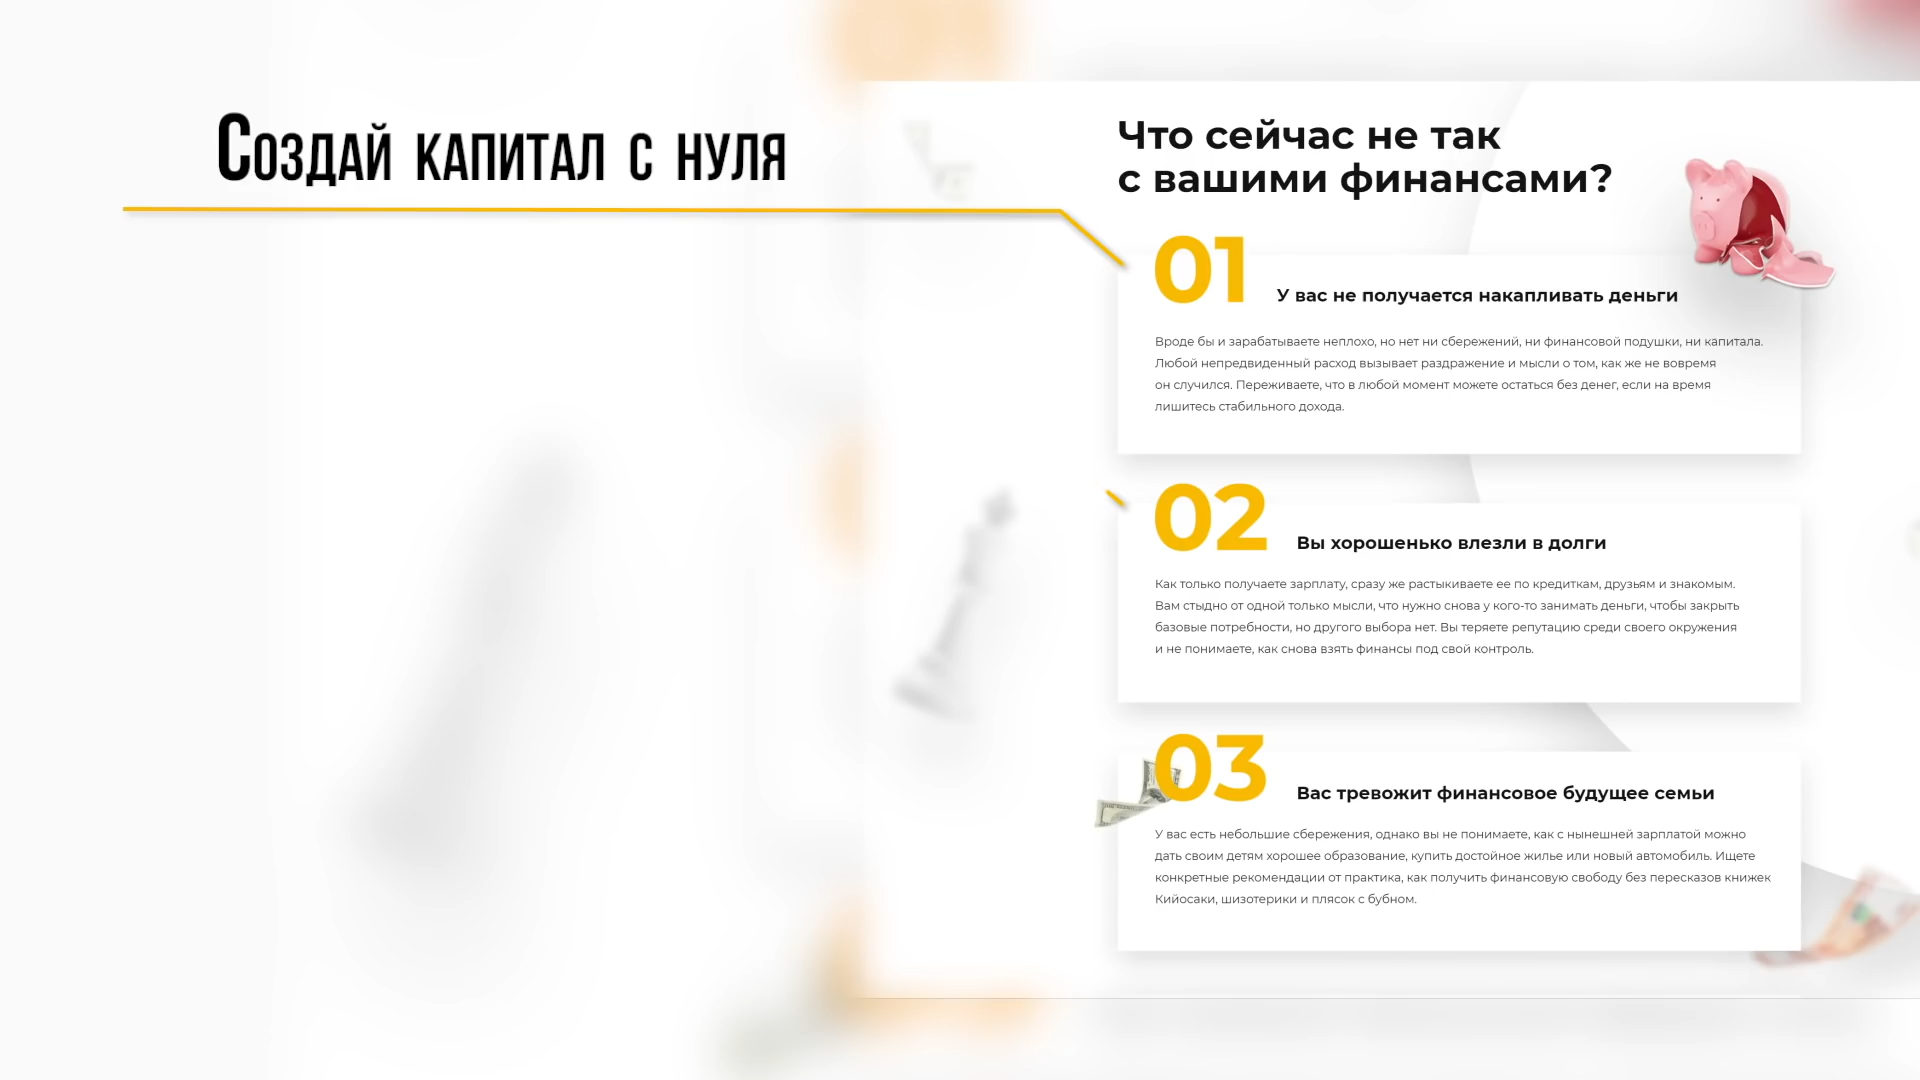 Создай капитал с нуля
Что сейчас не так
с вашими финансами?
01
У вас не получается накапливать деньги
Вроде бы и зарабатываете неплохо, но нет ни сбережений, ни финансовой подушки, ни капитала.
Любой непредвиденный расход вызывает раздражение и мысли о том, как же не вовремя
он случился. Переживаете, что в любой момент можете остаться без денег, если на время
лишитесь стабильного дохода.
02
Вы хорошенько влезли в долги
Как только получаете зарплату, сразу же растыкиваете ее по кредиткам, друзьям и знакомым.
Вам стыдно от одной только мысли, что нужно снова у кого-то занимать деньги, чтобы закрыть
базовые потребности, но другого выбора нет. Вы теряете репутацию среди своего окружения
и не понимаете, как снова взять финансы под свой контроль.
03
Вас тревожит финансовое будущее семьи
У вас есть небольшие сбережения, однако вы не понимаете, как с нынешней зарплатой можно
дать своим детям хорошее образование, купить достойное жилье или новый автомобиль. Ищете
конкретные рекомендации от практика, как получить финансовую свободу без пересказов книжек
Кийосаки, шизотерики и плясок с бубном.